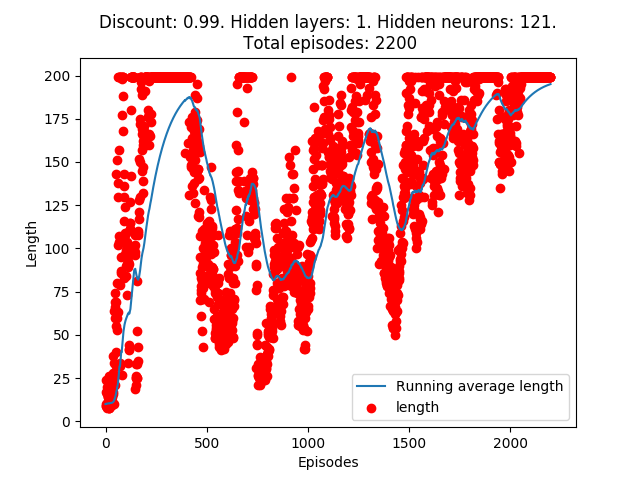 Discount: 0.99. Hidden layers: 1. Hidden neurons: 121.
Total episodes: 2200
200
175
150
125
100
75
50
25
0
Length
0 500 1000 1500 2000
Episodes
Running average length
length